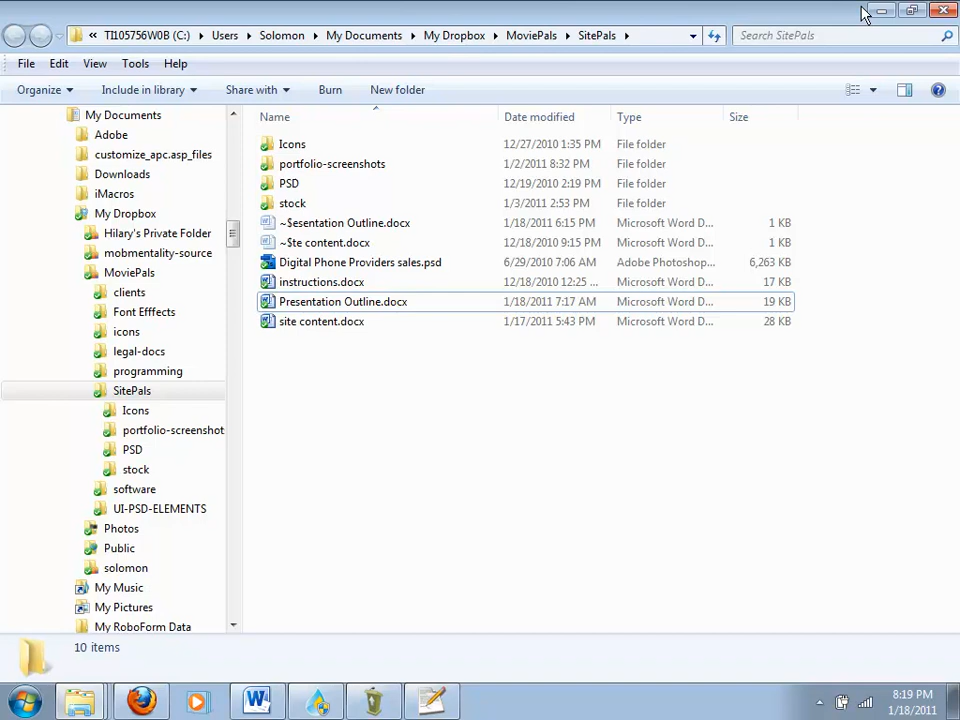 « TI105756W0B (C:) Users Solomon My Documents My Dropbox MoviePals SitePals Search SitePals
File Edit View Tools Help
Organize Include in library Share with Burn New folder
My Documents
Adobe
customize_apc.asp_files
Downloads
iMacros
My Dropbox
Hilary's Private Folder
mobmentality-source
MoviePals
clients
Font Efffects
icons
legal-docs
programming
SitePals
Icons
portfolio-screenshot
PSD
stock
software
UI-PSD-ELEMENTS
Photos
Public
solomon
My Music
My Pictures
My RoboForm Data
Name Date modified Type Size
Icons 12/27/2010 1:35 PM File folder
portfolio-screenshots 1/2/2011 8:32 PM File folder
PSD 12/19/2010 2:19 PM File folder
stock 1/3/2011 2:53 PM File folder
~$esentation Outline.docx 1/18/2011 6:15 PM Microsoft Word D... 1 KB
~$te content.docx 12/18/2010 9:15 PM Microsoft Word D... 1 KB
Digital Phone Providers sales.psd 6/29/2010 7:06 AM Adobe Photoshop... 6,263 KB
instructions.docx 12/18/2010 12:25 ... Microsoft Word D... 17 KB
Presentation Outline.docx 1/18/2011 7:17 AM Microsoft Word D... 19 KB
site content.docx 1/17/2011 5:43 PM Microsoft Word D... 28 KB
10 items
8:19 PM
1/18/2011